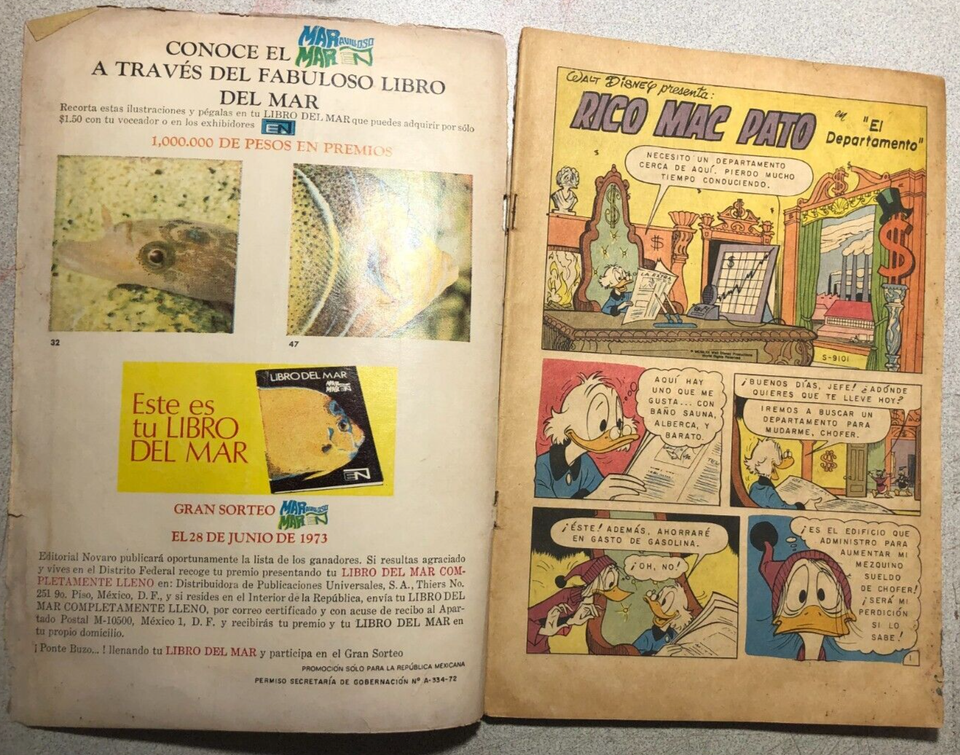 CONOCE EL MARAVILLOSO MAR EN
A TRAVÉS DEL FABULOSO LIBRO
DEL MAR
Recorta estas ilustraciones y pégalas en tu LIBRO DEL MAR que puedes adquirir por sólo
$1.50 con tu voceador o en los exhibidores EN
1,000.000 DE PESOS EN PREMIOS
32
47
LIBRO DEL MAR
Este es
tu LIBRO
DEL MAR
EN
GRAN SORTEO MARAVILLOSO MAR EN
EL 28 DE JUNIO DE 1973
Editorial Novaro publicará oportunamente la lista de los ganadores. Si resultas agraciado
y vives en el Distrito Federal recoge tu premio presentando tu LIBRO DEL MAR COM-
PLETAMENTE LLENO en: Distribuidora de Publicaciones Universales, S.A., Thiers No.
251 9o. Piso, México, D. F., y si resides en el Interior de la República, envía tu LIBRO DEL
MAR COMPLETAMENTE LLENO, por correo certificado y con acuse de recibo al Apar-
tado Postal M-10500, México 1, D. F. y recibirás tu premio y tu LIBRO DEL MAR en
tu propio domicilio.
¡Ponte Buzo...! llenando tu LIBRO DEL MAR y participa en el Gran Sorteo
PROMOCIÓN SÓLO PARA LA REPÚBLICA MEXICANA
PERMISO SECRETARÍA DE GOBERNACIÓN Nº A-334-72
WALT DISNEY presenta:
RICO MAC PATO
en "El
Departamento"
NECESITO UN DEPARTAMENTO
CERCA DE AQUÍ. PIERDO MUCHO
TIEMPO CONDUCIENDO.
$
$
$
$
S-9101
AQUÍ HAY
UNO QUE ME
GUSTA... CON
BAÑO SAUNA,
ALBERCA, Y
BARATO.
¡BUENOS DÍAS, JEFE! ¿ADÓNDE
QUIERES QUE TE LLEVE HOY?
IREMOS A BUSCAR UN
DEPARTAMENTO PARA
MUDARME, CHOFER.
$
¡ÉSTE! ADEMÁS, AHORRARÉ
EN GASTO DE GASOLINA.
¡OH, NO!
¡ES EL EDIFICIO QUE
ADMINISTRO PARA
AUMENTAR MI
MEZQUINO
SUELDO
DE CHOFER!
¡SERÁ MI
PERDICIÓN
SI LO
SABE!
1